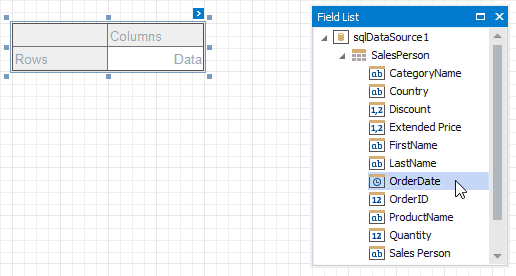 Columns
Rows Data
Field List
sqlDataSource1
SalesPerson
ab CategoryName
ab Country
1,2 Discount
1,2 Extended Price
ab FirstName
ab LastName
OrderDate
12 OrderID
ab ProductName
12 Quantity
ab Sales Person